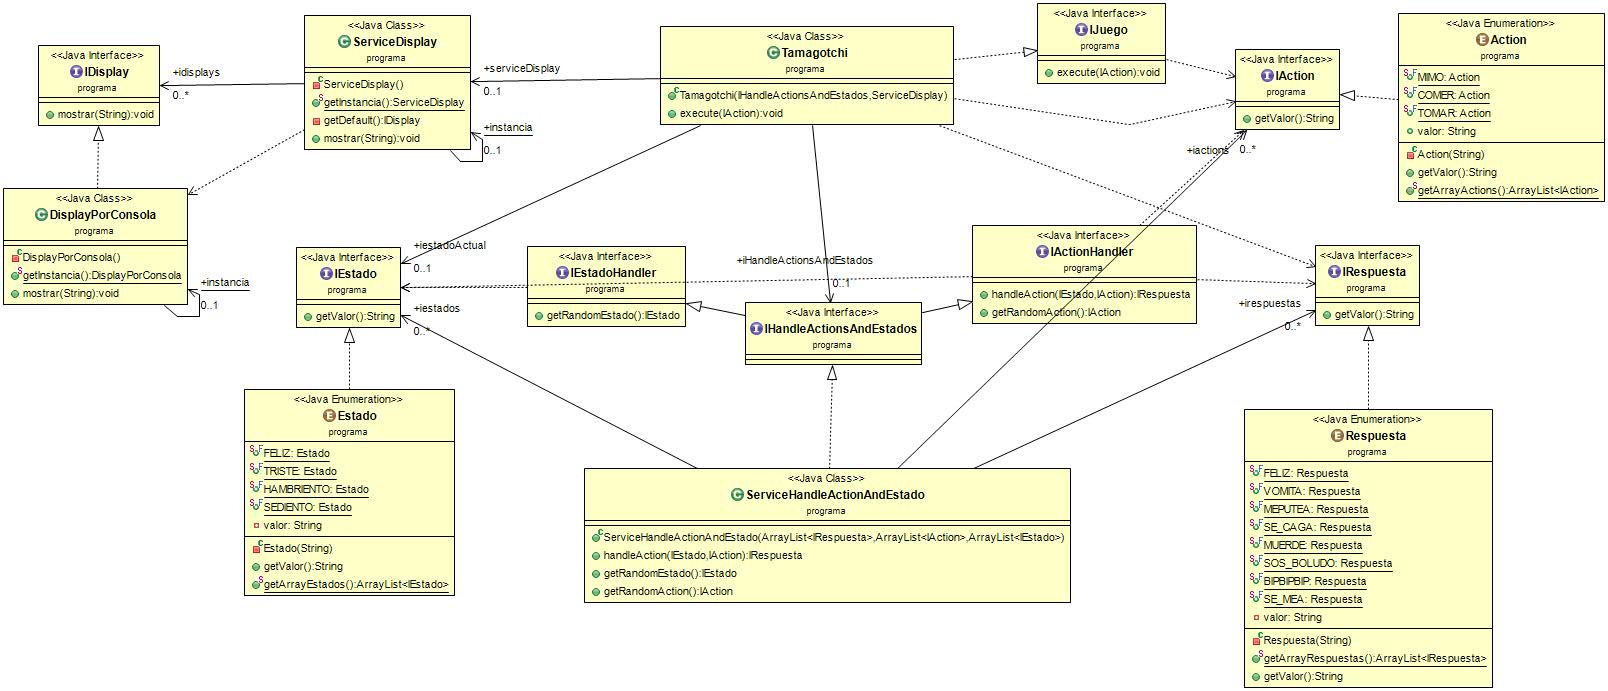 <<Java Interface>>
IDisplay
programa
mostrar(String):void
+idisplays
0..*
<<Java Class>>
ServiceDisplay
programa
ServiceDisplay()
getInstancia():ServiceDisplay
getDefault():IDisplay
mostrar(String):void
+instancia
0..1
+serviceDisplay
0..1
<<Java Class>>
Tamagotchi
programa
Tamagotchi(IHandleActionsAndEstados,ServiceDisplay)
execute(IAction):void
<<Java Interface>>
IJuego
programa
execute(IAction):void
<<Java Interface>>
IAction
programa
getValor():String
+iactions
0..*
<<Java Enumeration>>
Action
programa
MIMO: Action
COMER: Action
TOMAR: Action
valor: String
Action(String)
getValor():String
getArrayActions():ArrayList<IAction>
<<Java Class>>
DisplayPorConsola
programa
DisplayPorConsola()
getInstancia():DisplayPorConsola
mostrar(String):void
+instancia
0..1
<<Java Interface>>
IEstado
programa
getValor():String
+iestadoActual
0..1
+iestados
0..*
<<Java Interface>>
IEstadoHandler
programa
getRandomEstado():IEstado
+iHandleActionsAndEstados
0..1
<<Java Interface>>
IHandleActionsAndEstados
programa
<<Java Interface>>
IActionHandler
programa
handleAction(IEstado,IAction):IRespuesta
getRandomAction():IAction
<<Java Interface>>
IRespuesta
programa
getValor():String
+irespuestas
0..*
<<Java Enumeration>>
Estado
programa
FELIZ: Estado
TRISTE: Estado
HAMBRIENTO: Estado
SEDIENTO: Estado
valor: String
Estado(String)
getValor():String
getArrayEstados():ArrayList<IEstado>
<<Java Class>>
ServiceHandleActionAndEstado
programa
ServiceHandleActionAndEstado(ArrayList<IRespuesta>,ArrayList<IAction>,ArrayList<IEstado>)
handleAction(IEstado,IAction):IRespuesta
getRandomEstado():IEstado
getRandomAction():IAction
<<Java Enumeration>>
Respuesta
programa
FELIZ: Respuesta
VOMITA: Respuesta
MEPUTEA: Respuesta
SE_CAGA: Respuesta
MUERDE: Respuesta
SOS_BOLUDO: Respuesta
BIPBIPBIP: Respuesta
SE_MEA: Respuesta
valor: String
Respuesta(String)
getArrayRespuestas():ArrayList<IRespuesta>
getValor():String